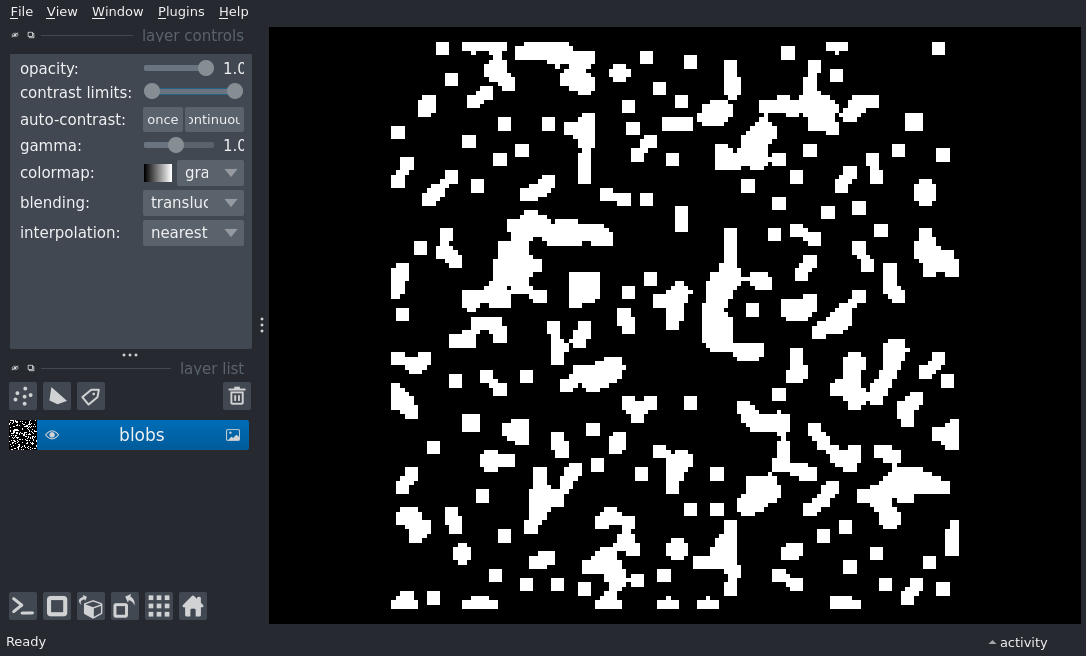 File View Window Plugins Help
layer controls
opacity: 1.0
contrast limits:
auto-contrast: once ontinuou
gamma: 1.0
colormap: gra
blending: transluc
interpolation: nearest
layer list
blobs
Ready
activity